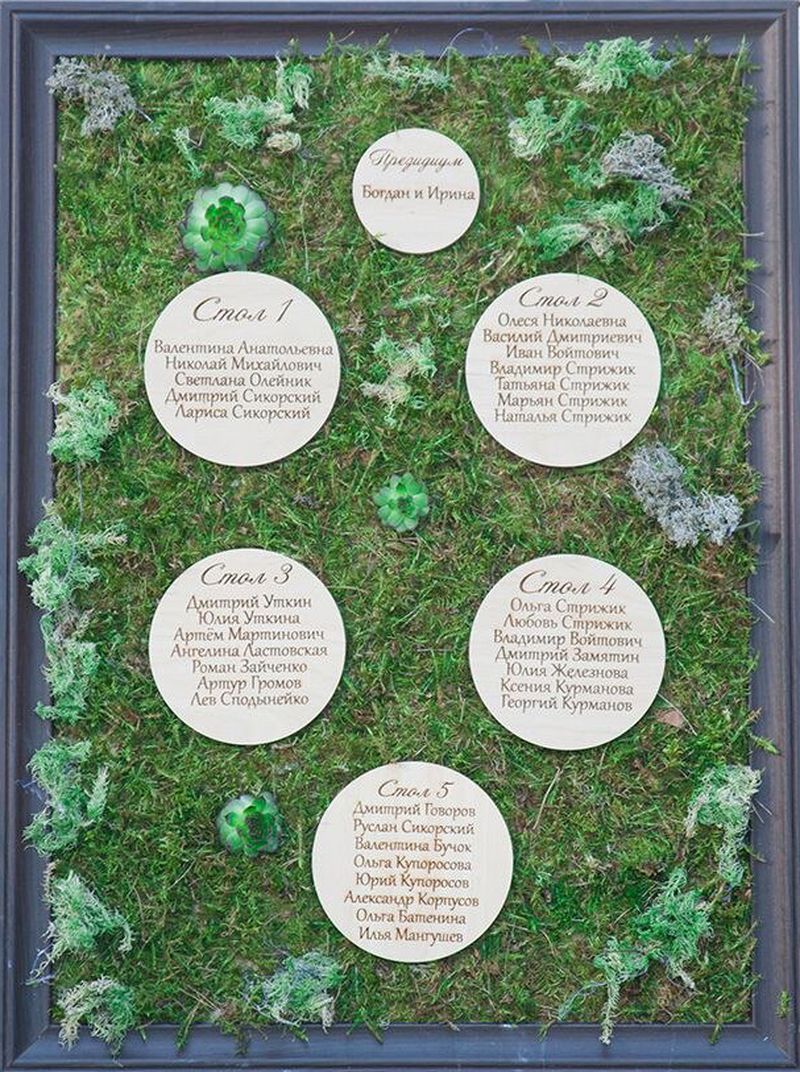 Президиум
Богдан и Ирина
Стол 1
Валентина Анатольевна
Николай Михайлович
Светлана Олейник
Дмитрий Сикорский
Лариса Сикорский
Стол 2
Олеся Николаевна
Василий Дмитриевич
Иван Войтович
Владимир Стрижик
Татьяна Стрижик
Марьян Стрижик
Наталья Стрижик
Стол 3
Дмитрий Уткин
Юлия Уткина
Артём Мартинович
Ангелина Ластовская
Роман Зайченко
Артур Громов
Лев Сподынейко
Стол 4
Ольга Стрижик
Любовь Стрижик
Владимир Войтович
Дмитрий Замятин
Юлия Железнова
Ксения Курманова
Георгий Курманов
Стол 5
Дмитрий Говоров
Руслан Сикорский
Валентина Бучок
Ольга Купоросова
Юрий Купоросов
Александр Корпусов
Ольга Батенина
Илья Мангушев